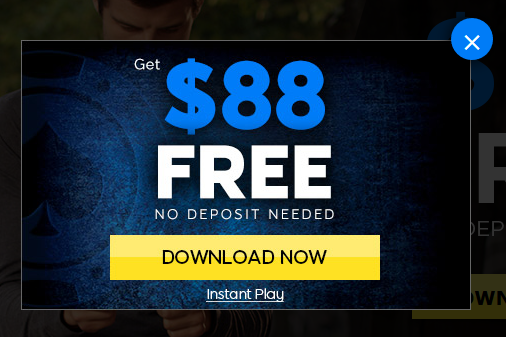 Get
$88
FREE
NO DEPOSIT NEEDED
DOWNLOAD NOW
Instant Play